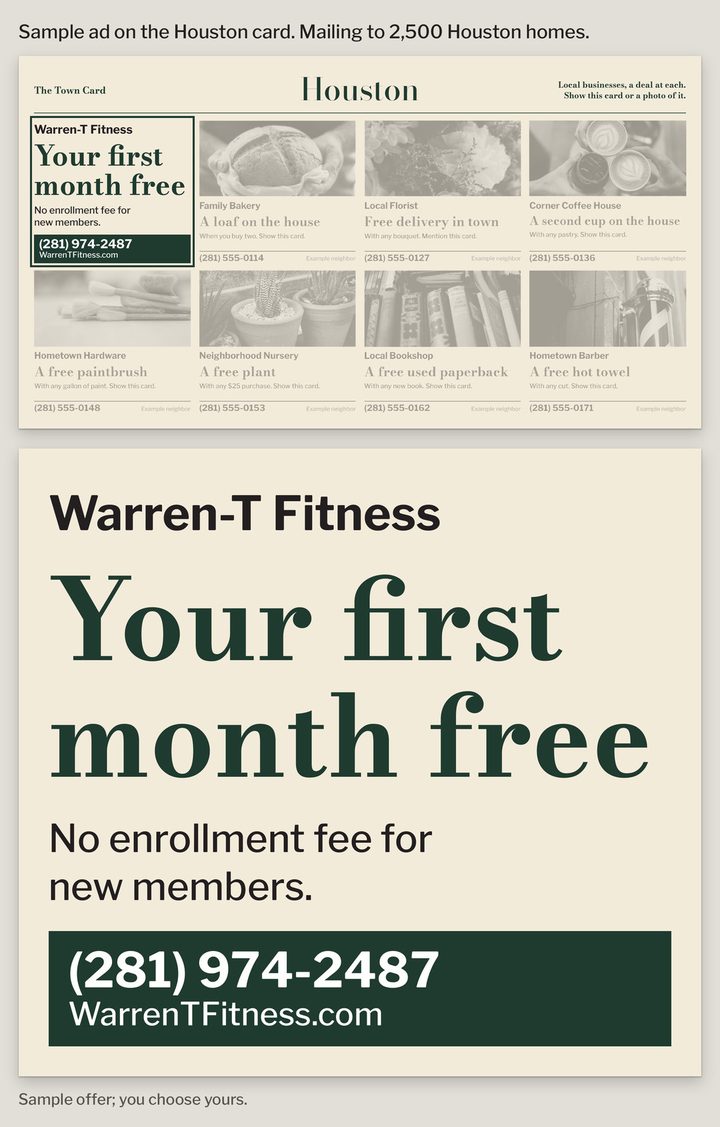 Sample ad on the Houston card. Mailing to 2,500 Houston homes.
The Town Card
Houston
Local businesses, a deal at each.
Show this card or a photo of it.
Warren-T Fitness
Your first
month free
No enrollment fee for
new members.
(281) 974-2487
WarrenTFitness.com
Family Bakery
A loaf on the house
When you buy two. Show this card.
(281) 555-0114
Example neighbor
Local Florist
Free delivery in town
With any bouquet. Mention this card.
(281) 555-0127
Example neighbor
Corner Coffee House
A second cup on the house
With any pastry. Show this card.
(281) 555-0136
Example neighbor
Hometown Hardware
A free paintbrush
With any gallon of paint. Show this card.
(281) 555-0148
Example neighbor
Neighborhood Nursery
A free plant
With any $25 purchase. Show this card.
(281) 555-0153
Example neighbor
Local Bookshop
A free used paperback
With any new book. Show this card.
(281) 555-0162
Example neighbor
Hometown Barber
A free hot towel
With any cut. Show this card.
(281) 555-0171
Example neighbor
Warren-T Fitness
Your first
month free
No enrollment fee for
new members.
(281) 974-2487
WarrenTFitness.com
Sample offer; you choose yours.